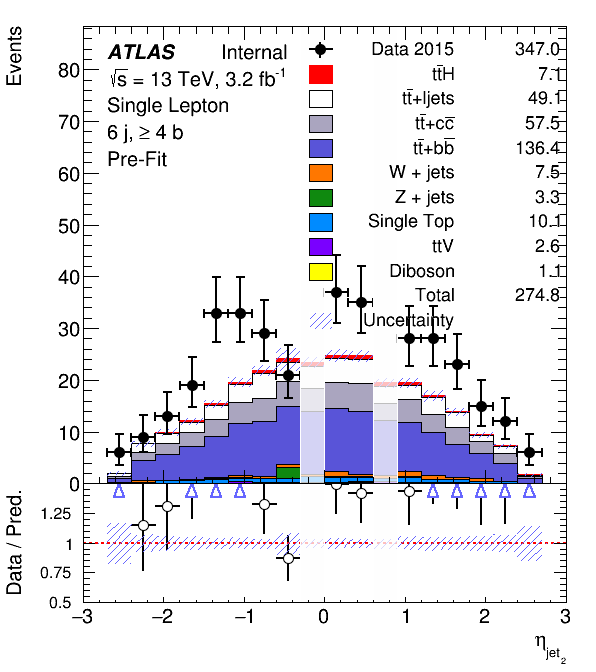 Events
ATLAS Internal
√s = 13 TeV, 3.2 fb⁻¹
Single Lepton
6 j, ≥ 4 b
Pre-Fit
Data 2015 347.0
tt̄H 7.1
tt̄+ljets 49.1
tt̄+cc̄ 57.5
tt̄+bb̄ 136.4
W + jets 7.5
Z + jets 3.3
Single Top 10.1
ttV 2.6
Diboson 1.1
Total 274.8
Uncertainty
80
70
60
50
40
30
20
10
0
Data / Pred.
1.25
1
0.75
0.5
−3 −2 −1 0 1 2 3
η_jet₂